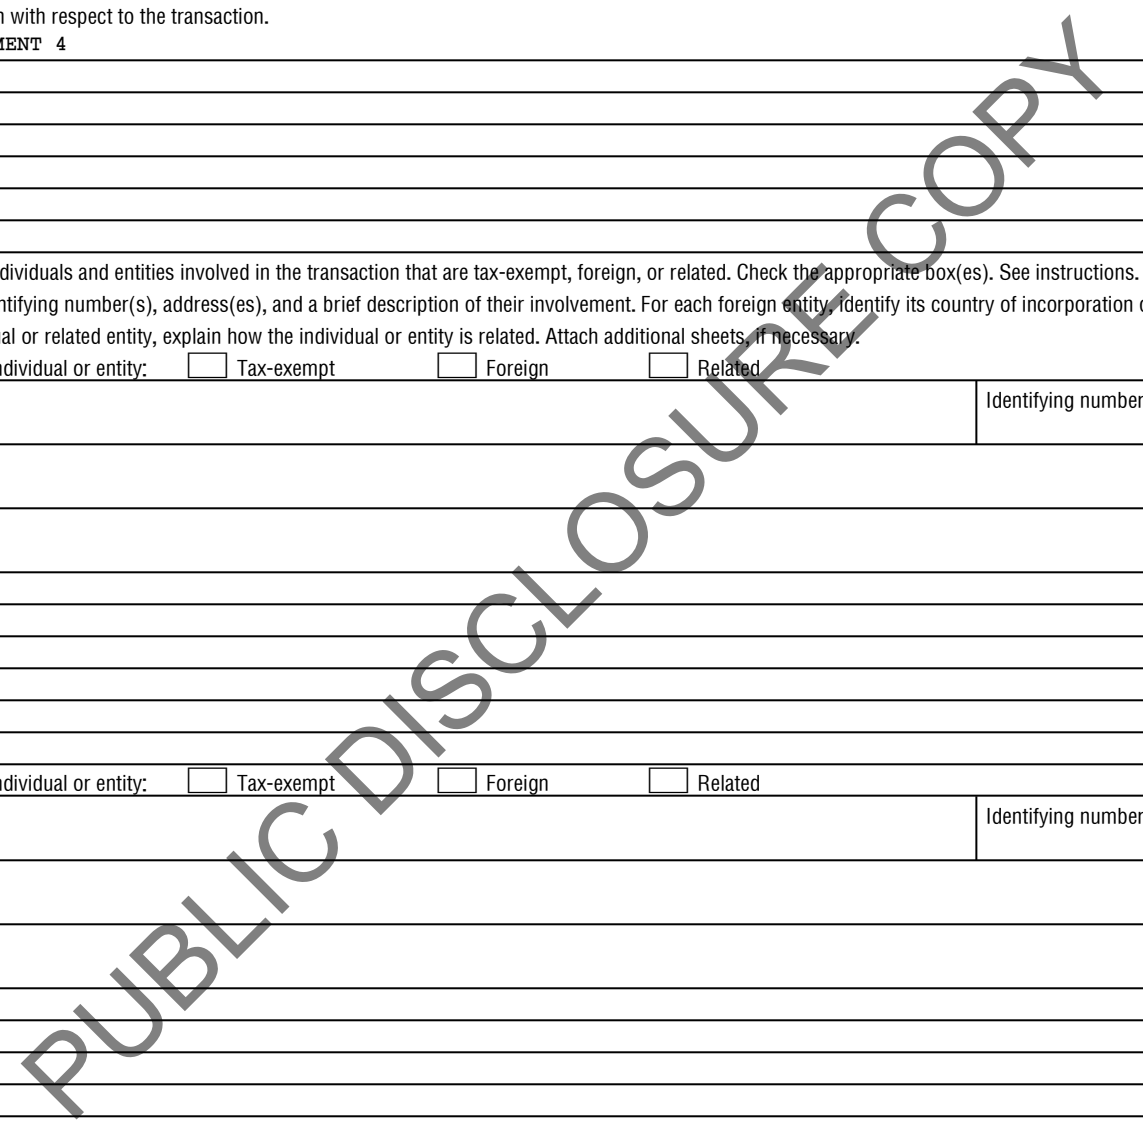 n with respect to the transaction.
MENT 4
dividuals and entities involved in the transaction that are tax-exempt, foreign, or related. Check the appropriate box(es). See instructions.
ntifying number(s), address(es), and a brief description of their involvement. For each foreign entity, identify its country of incorporation o
al or related entity, explain how the individual or entity is related. Attach additional sheets, if necessary.
ndividual or entity: Tax-exempt Foreign Related
Identifying number
ndividual or entity: Tax-exempt Foreign Related
Identifying number
PUBLIC DISCLOSURE COPY